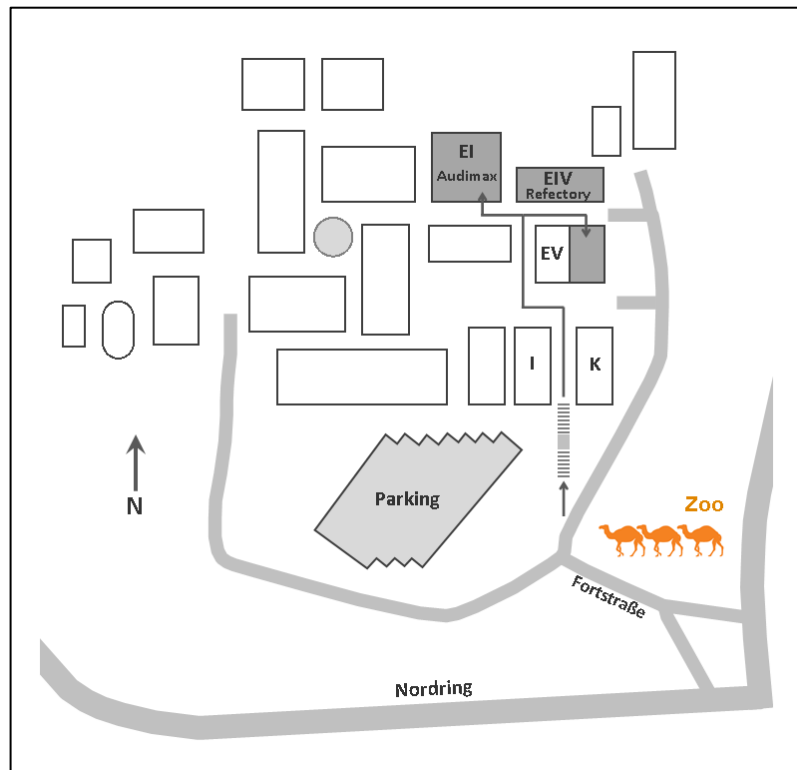 EI
Audimax
EIV
Refectory
EV
I
K
Parking
N
Zoo
Fortstraße
Nordring